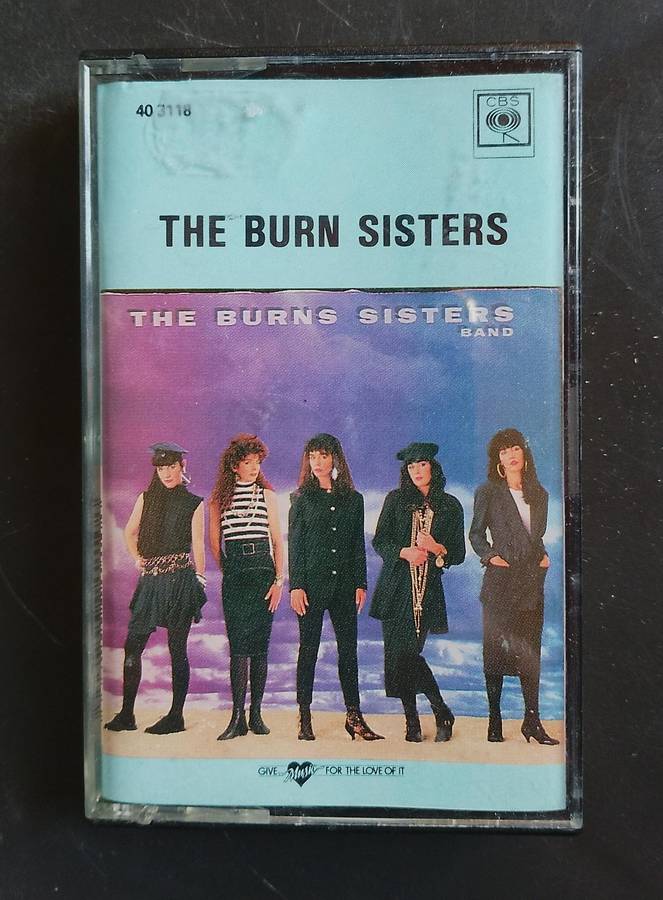 40 3118
CBS
THE BURN SISTERS
THE BURNS SISTERS
BAND
GIVE Music FOR THE LOVE OF IT